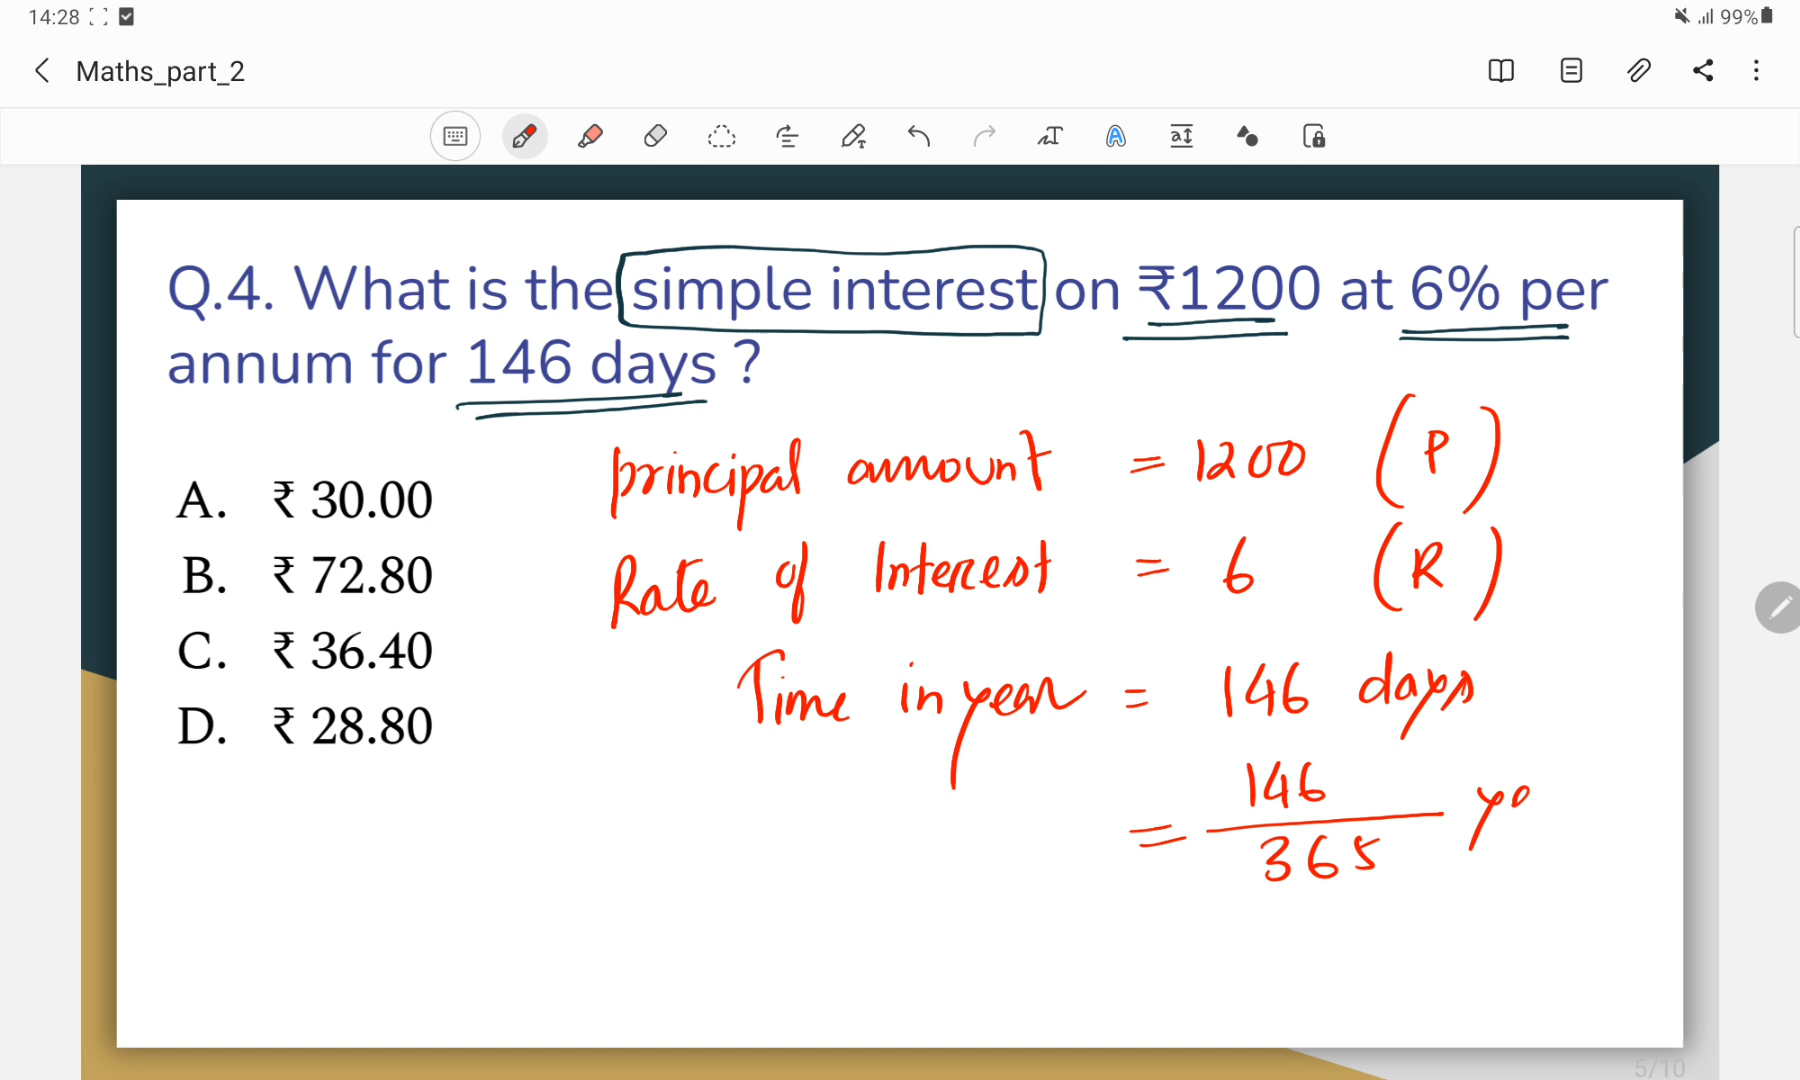 14:28 99%
Maths_part_2
Q.4. What is the simple interest on ₹1200 at 6% per
annum for 146 days ?
A. ₹ 30.00
B. ₹ 72.80
C. ₹ 36.40
D. ₹ 28.80
principal amount = 1200 (P)
Rate of Interest = 6 (R)
Time in year = 146 days
= 146
365
5/10